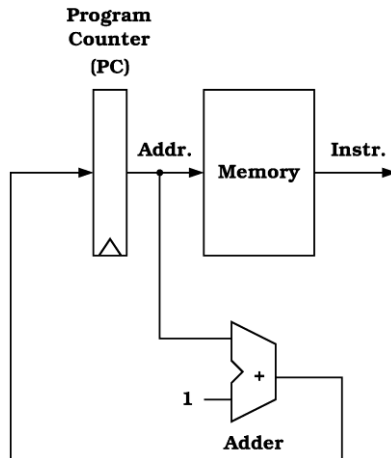 Program
Counter
(PC)
Addr.
Memory
Instr.
1
+
Adder